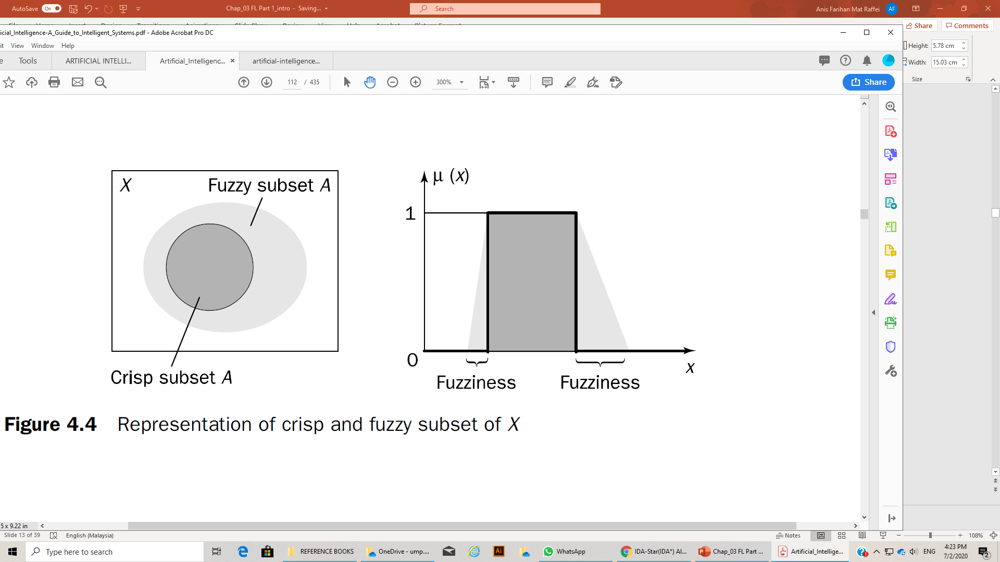 AutoSave On
Chap_03 FL Part 1_intro - Saving...
Search
Anis Farihan Mat Raffei AF
Share Comments
icial_Intelligence-A_Guide_to_Intelligent_Systems.pdf - Adobe Acrobat Pro DC
it View Window Help
Height: 5.78 cm
e Tools ARTIFICIAL INTELLI... Artificial_Intelligenc... × artificial-intelligence...
Width: 15.03 cm
112 / 435 300% Share
Size
X Fuzzy subset A
Crisp subset A
μ (x)
1
0
x
Fuzziness Fuzziness
Figure 4.4 Representation of crisp and fuzzy subset of X
5 x 9.22 in
Slide 13 of 39 English (Malaysia) Notes 108%
Type here to search REFERENCE BOOKS OneDrive - ump.... Ai WhatsApp IDA-Star(IDA*) Al... Chap_03 FL Part ... Artificial_Intellige... ENG 4:23 PM
7/2/2020 2